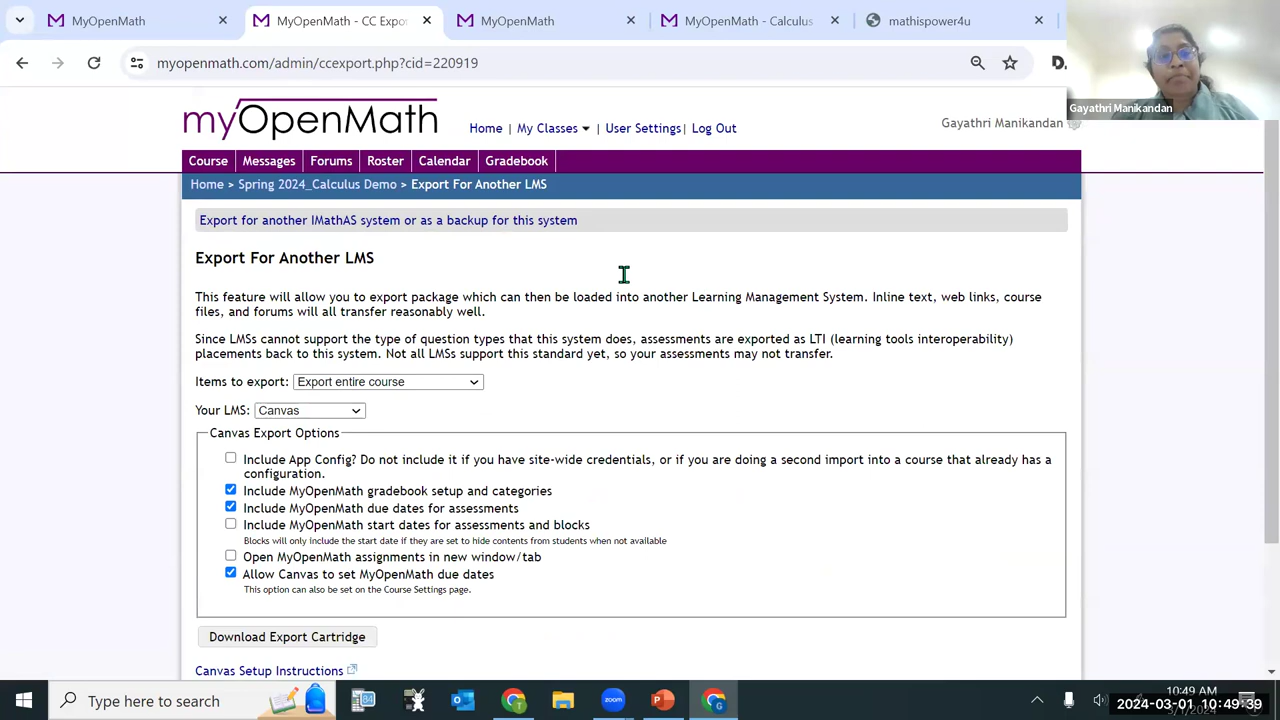 MyOpenMath
MyOpenMath - CC Expo
MyOpenMath
MyOpenMath - Calculus
mathispower4u
myopenmath.com/admin/ccexport.php?cid=220919
D.
Gayathri Manikandan
myOpenMath
Home | My Classes | User Settings | Log Out
Gayathri Manikandan
Course Messages Forums Roster Calendar Gradebook
Home > Spring 2024_Calculus Demo > Export For Another LMS
Export for another IMathAS system or as a backup for this system
Export For Another LMS
This feature will allow you to export package which can then be loaded into another Learning Management System. Inline text, web links, course
files, and forums will all transfer reasonably well.
Since LMSs cannot support the type of question types that this system does, assessments are exported as LTI (learning tools interoperability)
placements back to this system. Not all LMSs support this standard yet, so your assessments may not transfer.
Items to export: Export entire course
Your LMS: Canvas
Canvas Export Options
Include App Config? Do not include it if you have site-wide credentials, or if you are doing a second import into a course that already has a
configuration.
Include MyOpenMath gradebook setup and categories
Include MyOpenMath due dates for assessments
Include MyOpenMath start dates for assessments and blocks
Blocks will only include the start date if they are set to hide contents from students when not available
Open MyOpenMath assignments in new window/tab
Allow Canvas to set MyOpenMath due dates
This option can also be set on the Course Settings page.
Download Export Cartridge
Canvas Setup Instructions
Type here to search
10:49 AM
2024-03-01 10:49:39